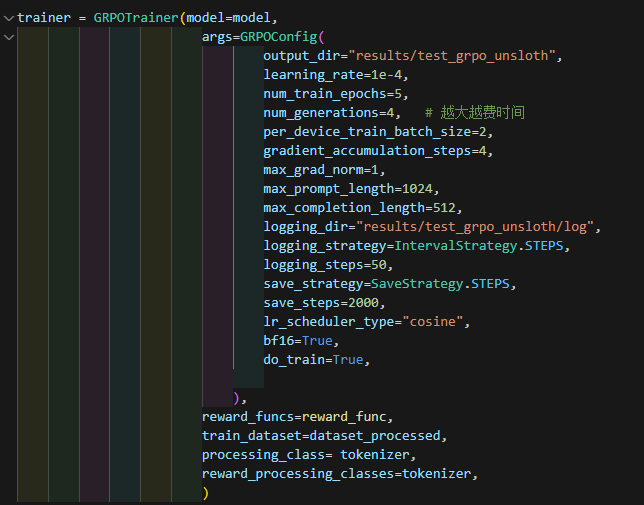 trainer = GRPOTrainer(model=model,
args=GRPOConfig(
output_dir="results/test_grpo_unsloth",
learning_rate=1e-4,
num_train_epochs=5,
num_generations=4,   # 越大越费时间
per_device_train_batch_size=2,
gradient_accumulation_steps=4,
max_grad_norm=1,
max_prompt_length=1024,
max_completion_length=512,
logging_dir="results/test_grpo_unsloth/log",
logging_strategy=IntervalStrategy.STEPS,
logging_steps=50,
save_strategy=SaveStrategy.STEPS,
save_steps=2000,
lr_scheduler_type="cosine",
bf16=True,
do_train=True,
),
reward_funcs=reward_func,
train_dataset=dataset_processed,
processing_class= tokenizer,
reward_processing_classes=tokenizer,
)